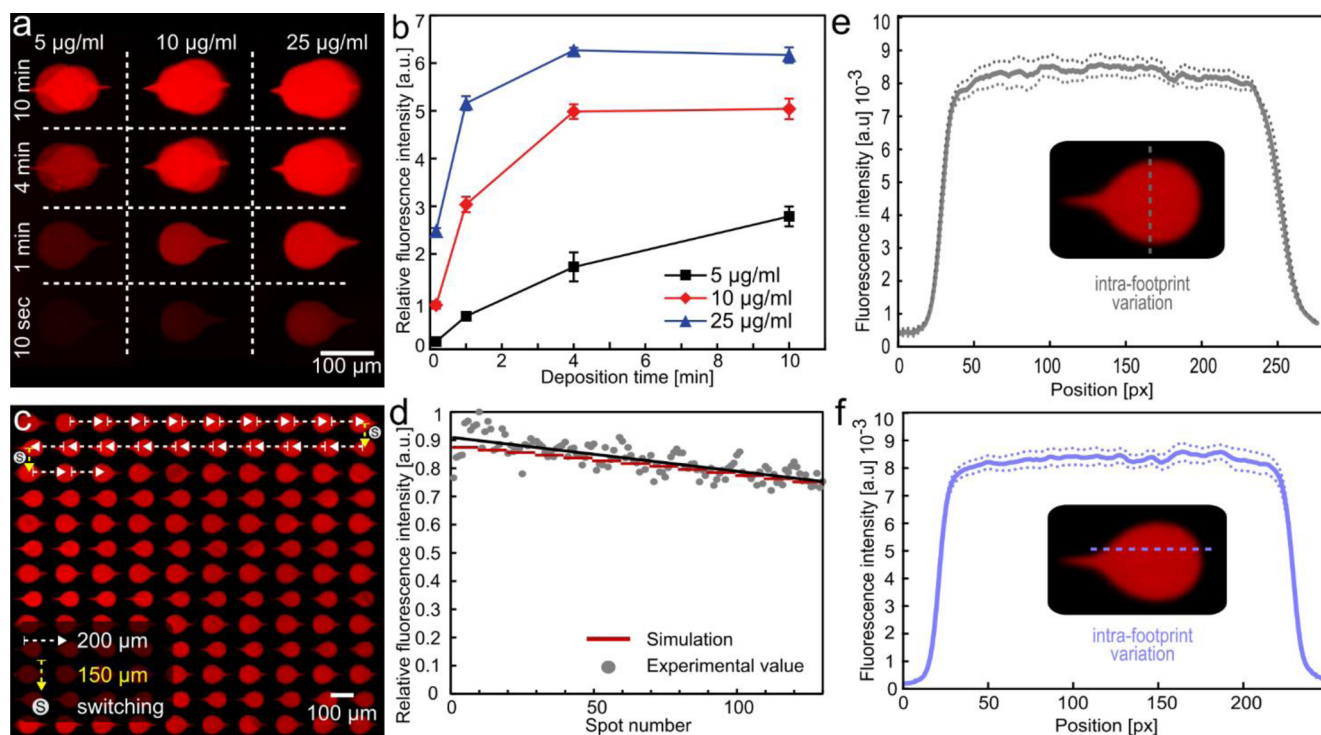 a
5 µg/ml 10 µg/ml 25 µg/ml
10 min
4 min
1 min
10 sec
100 µm
b
Relative fluorescence intensity [a.u.]
7
6
5
4
3
2
1
0
0 2 4 6 8 10
Deposition time [min]
5 µg/ml
10 µg/ml
25 µg/ml
e
Fluorescence intensity [a.u] 10⁻³
10
9
8
7
6
5
4
3
2
1
0
0 50 100 150 200 250
Position [px]
intra-footprint
variation
c
S
S
200 µm
150 µm
S switching
100 µm
d
Relative fluorescence intensity [a.u.]
1
0.9
0.8
0.7
0.6
0.5
0.4
0.3
0.2
0.1
0
0 50 100
Spot number
Simulation
Experimental value
f
Fluorescence intensity [a.u] 10⁻³
10
9
8
7
6
5
4
3
2
1
0
0 50 100 150 200
Position [px]
intra-footprint
variation